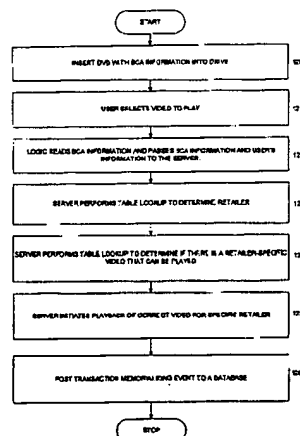 START
INSERT DVD WITH BCA INFORMATION INTO DRIVE
USER SELECTS VIDEO TO PLAY
LOGIC READS BCA INFORMATION AND PASSES BCA INFORMATION AND USER'S
INFORMATION TO THE SERVER.
SERVER PERFORMS TABLE LOOKUP TO DETERMINE RETAILER
SERVER PERFORMS TABLE LOOKUP TO DETERMINE IF THERE IS A RETAILER-SPECIFIC
VIDEO THAT CAN BE PLAYED
SERVER INITIATES PLAYBACK OF CORRECT VIDEO FOR SPECIFIC RETAILER
POST TRANSACTION MEMORIALIZING EVENT TO A DATABASE
STOP